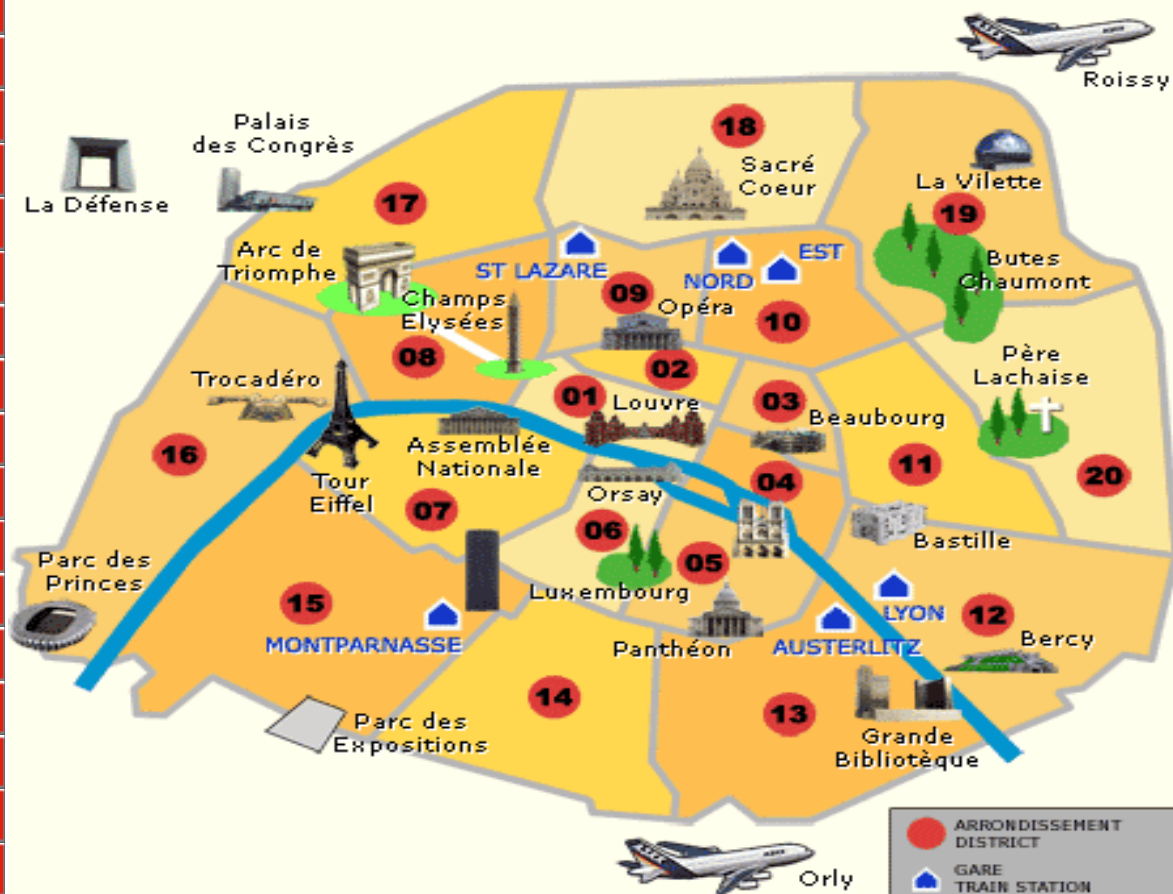 Roissy
Palais
des Congrès
La Défense
18
Sacré
Coeur
La Vilette
19
Butes
Chaumont
17
Arc de
Triomphe
ST LAZARE
NORD
EST
Champs
Elysées
09
Opéra
10
08
02
Père
Lachaise
Trocadéro
01
Louvre
03
Beaubourg
16
Assemblée
Nationale
11
20
Tour
Eiffel
Orsay
04
07
06
Bastille
Parc des
Princes
05
15
Luxembourg
LYON
12
MONTPARNASSE
Panthéon
AUSTERLITZ
Bercy
14
13
Parc des
Expositions
Grande
Bibliotèque
Orly
ARRONDISSEMENT
DISTRICT
GARE
TRAIN STATION